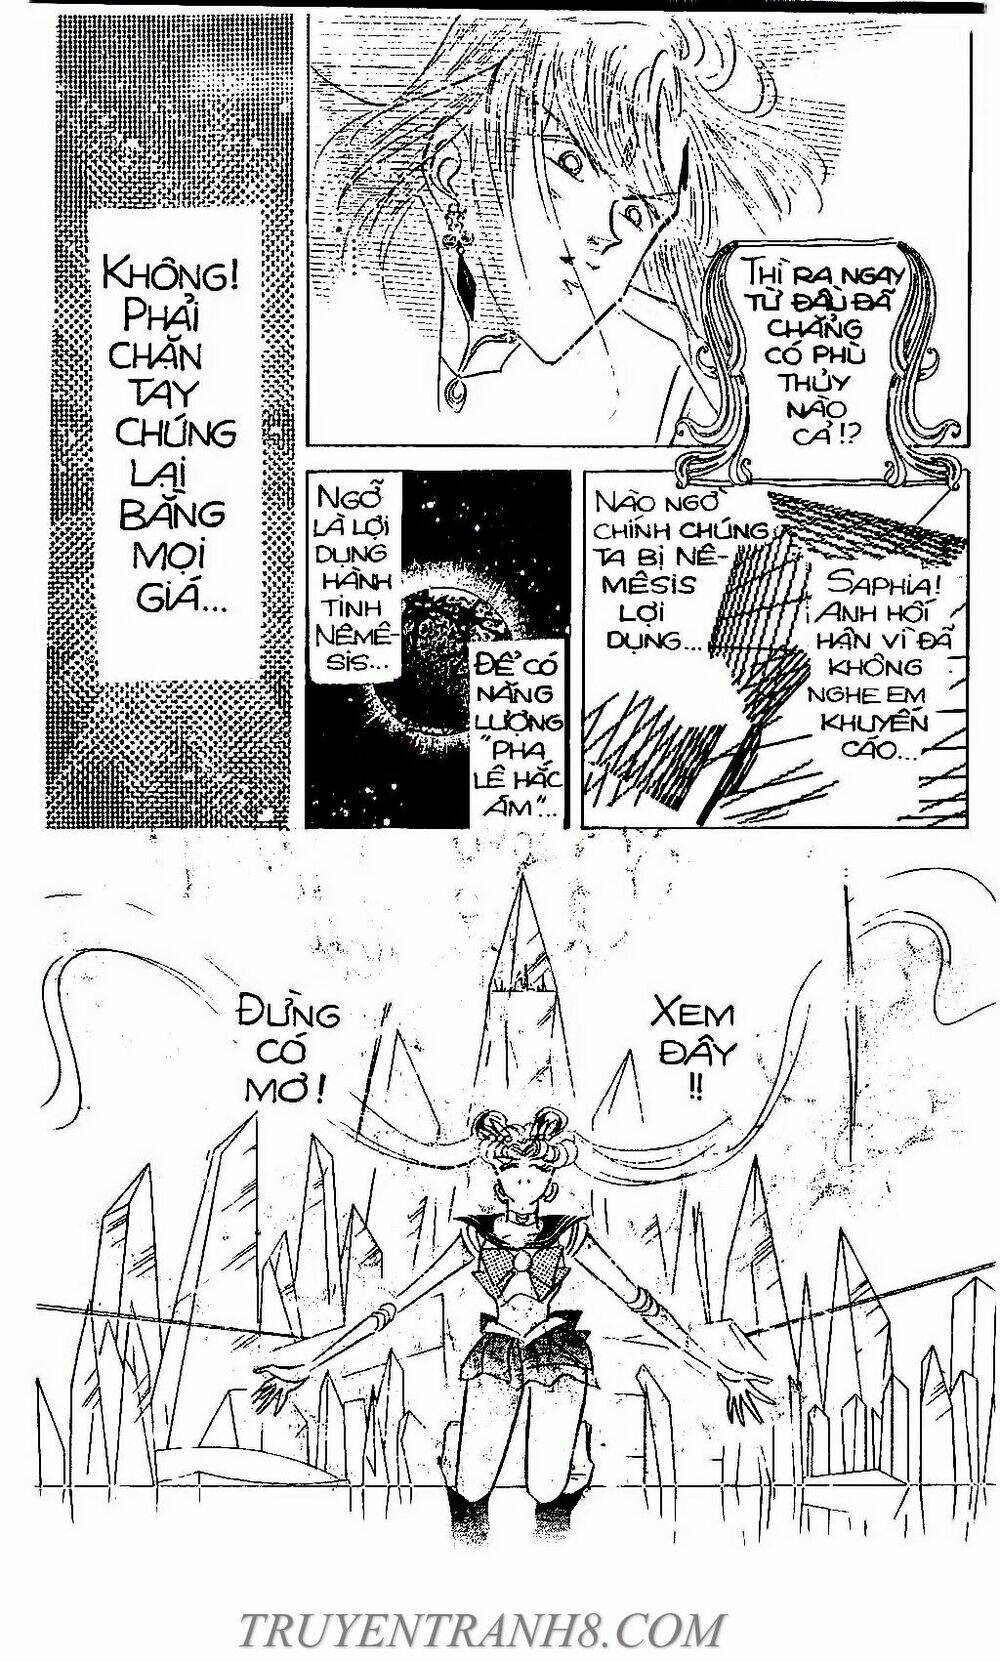 KHÔNG!
PHẢI
CHẶN
TAY
CHÚNG
LẠI
BẰNG
MỌI
GIÁ...
THÌ RA NGAY
TỪ ĐẦU ĐÃ
CHẲNG
CÓ PHÙ
THỦY
NÀO
CẢ!?
NGỠ
LÀ LỢI
DỤNG
HÀNH
TINH
NÊMÊ-
SIS...
ĐỂ CÓ
NĂNG
LƯỢNG
"PHA
LÊ HẮC
ÁM"...
NÀO NGỜ
CHÍNH CHÚNG
TA BỊ NÊ-
MÊSIS
LỢI
DỤNG...
SAPHIA!
ANH HỐI
HẬN VÌ ĐÃ
KHÔNG
NGHE EM
KHUYẾN
CÁO...
ĐỪNG
CÓ
MƠ!
XEM
ĐÂY
!!
TRUYENTRANH8.COM